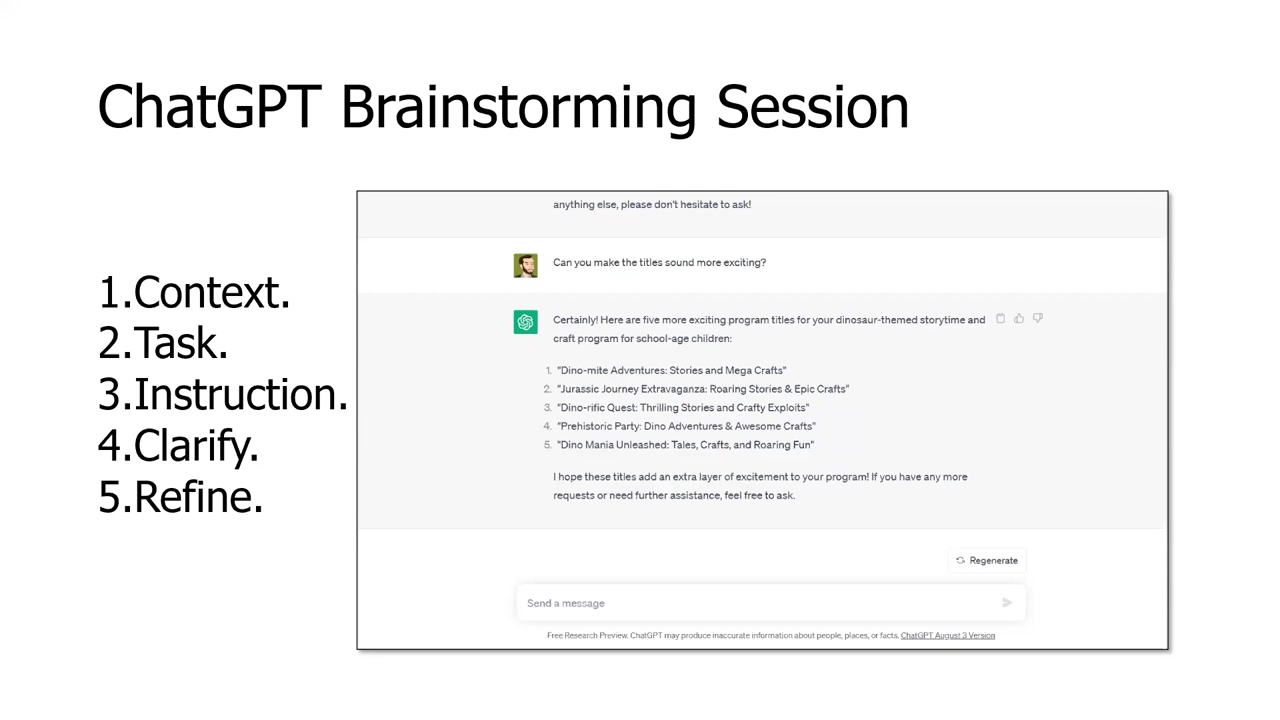 ChatGPT Brainstorming Session
1.Context.
2.Task.
3.Instruction.
4.Clarify.
5.Refine.
anything else, please don't hesitate to ask!
Can you make the titles sound more exciting?
Certainly! Here are five more exciting program titles for your dinosaur-themed storytime and
craft program for school-age children:
1. "Dino-mite Adventures: Stories and Mega Crafts"
2. "Jurassic Journey Extravaganza: Roaring Stories & Epic Crafts"
3. "Dino-rific Quest: Thrilling Stories and Crafty Exploits"
4. "Prehistoric Party: Dino Adventures & Awesome Crafts"
5. "Dino Mania Unleashed: Tales, Crafts, and Roaring Fun"
I hope these titles add an extra layer of excitement to your program! If you have any more
requests or need further assistance, feel free to ask.
Regenerate
Send a message
Free Research Preview. ChatGPT may produce inaccurate information about people, places, or facts. ChatGPT August 3 Version